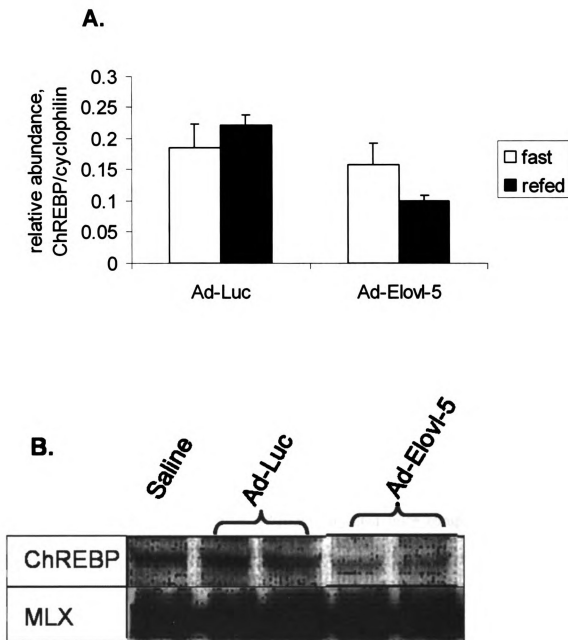 A.
relative abundance,
ChREBP/cyclophilin
0.3
0.25
0.2
0.15
0.1
0.05
0
Ad-Luc
Ad-Elovl-5
fast
refed
B.
Saline
Ad-Luc
Ad-Elovl-5
ChREBP
MLX